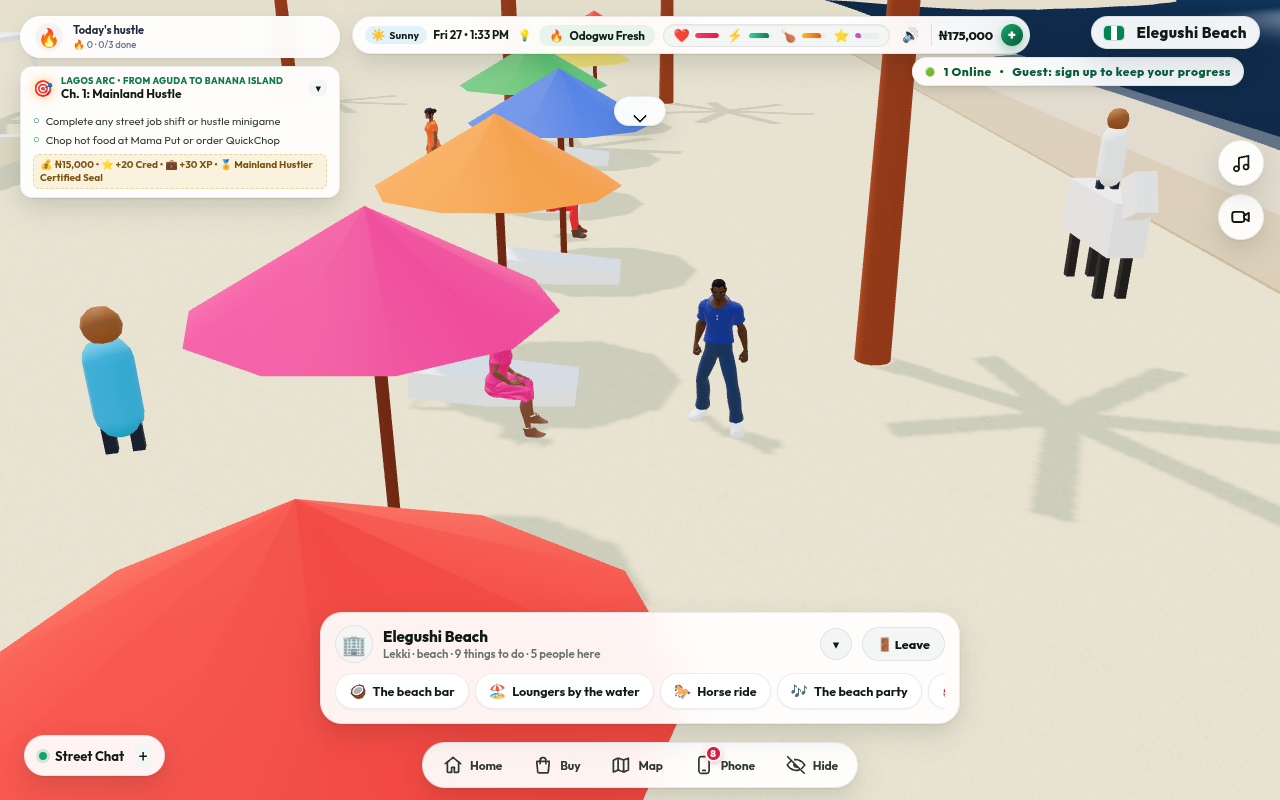 Today's hustle
0 · 0/3 done
Sunny
Fri 27 • 1:33 PM
Odogwu Fresh
₦175,000
+
Elegushi Beach
1 Online • Guest: sign up to keep your progress
LAGOS ARC • FROM AGUDA TO BANANA ISLAND
Ch. 1: Mainland Hustle
Complete any street job shift or hustle minigame
Chop hot food at Mama Put or order QuickChop
₦15,000 • +20 Cred • +30 XP • Mainland Hustler
Certified Seal
Elegushi Beach
Lekki · beach · 9 things to do · 5 people here
Leave
The beach bar
Loungers by the water
Horse ride
The beach party
Street Chat +
Home
Buy
Map
8
Phone
Hide